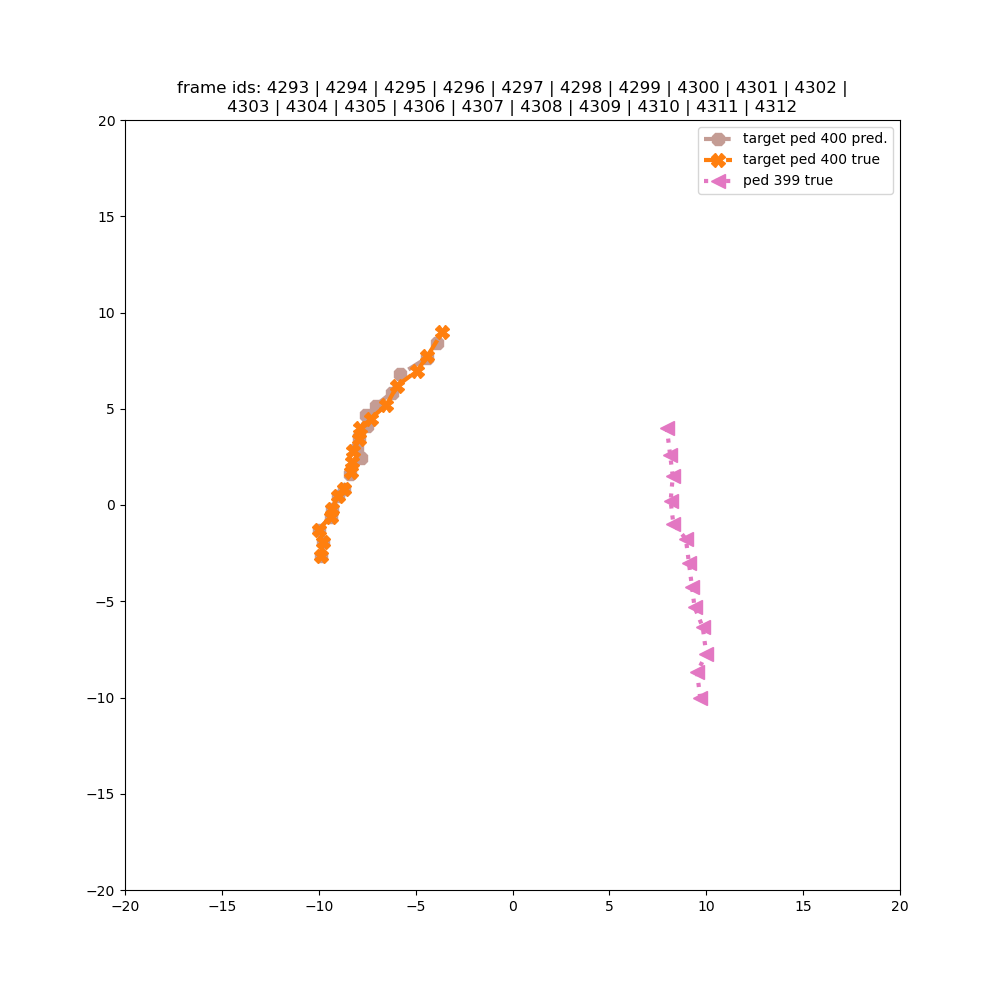 frame ids: 4293 | 4294 | 4295 | 4296 | 4297 | 4298 | 4299 | 4300 | 4301 | 4302 |
4303 | 4304 | 4305 | 4306 | 4307 | 4308 | 4309 | 4310 | 4311 | 4312
target ped 400 pred.
target ped 400 true
ped 399 true
20
15
10
5
0
−5
−10
−15
−20
−20 −15 −10 −5 0 5 10 15 20